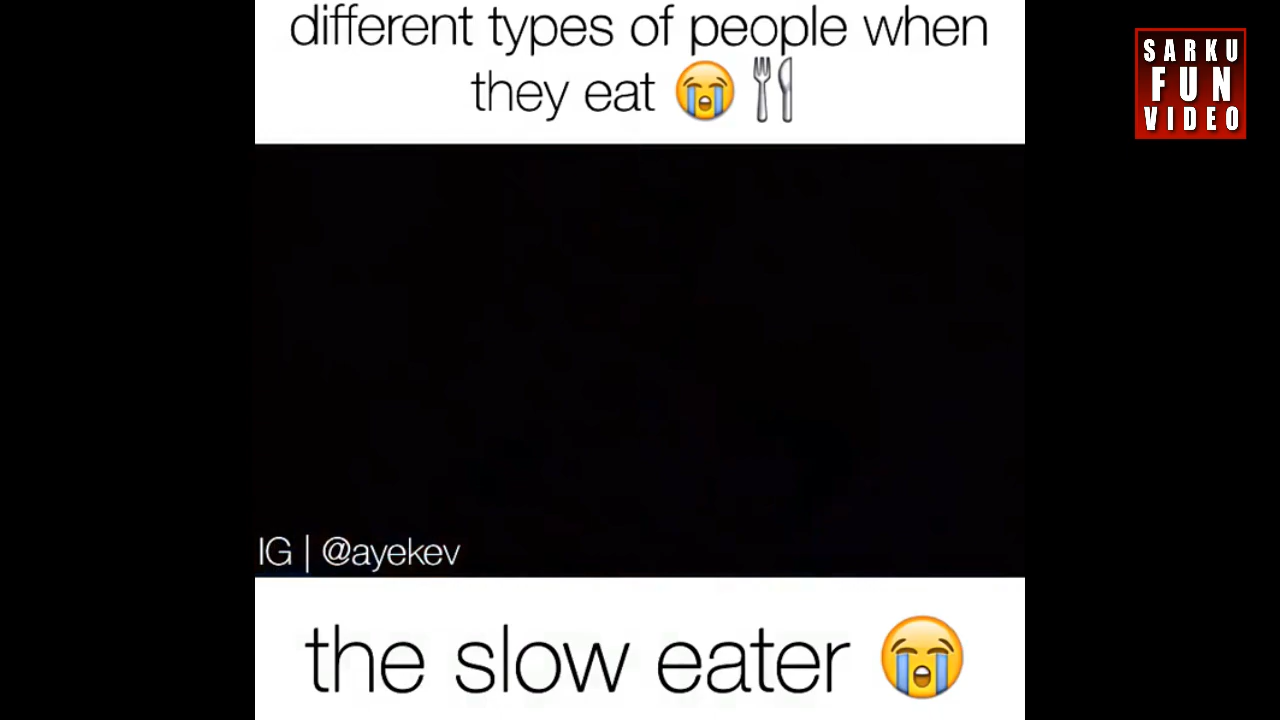 different types of people when
they eat 😭🍴
SARKU
FUN
VIDEO
IG | @ayekev
the slow eater 😭